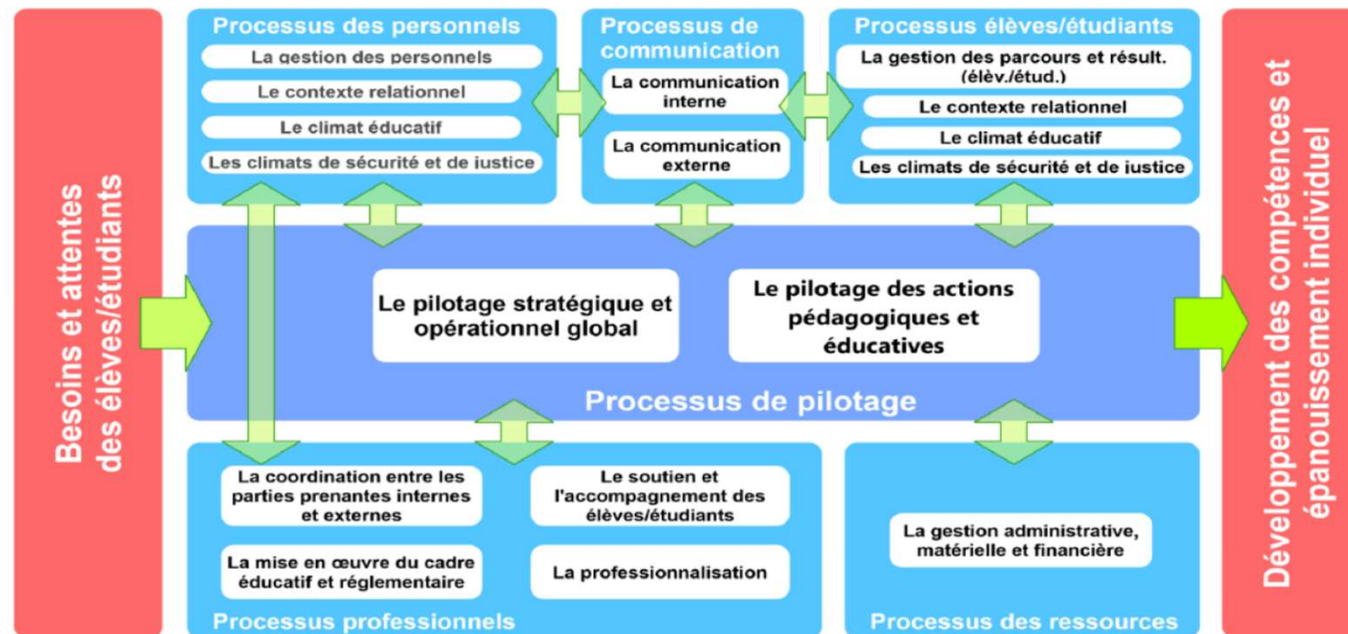 Besoins et attentes
des élèves/étudiants
Processus des personnels
La gestion des personnels
Le contexte relationnel
Le climat éducatif
Les climats de sécurité et de justice
Processus de
communication
La communication
interne
La communication
externe
Processus élèves/étudiants
La gestion des parcours et résult.
(élèv./étud.)
Le contexte relationnel
Le climat éducatif
Les climats de sécurité et de justice
Le pilotage stratégique et
opérationnel global
Le pilotage des actions
pédagogiques et
éducatives
Processus de pilotage
La coordination entre les
parties prenantes internes
et externes
Le soutien et
l'accompagnement des
élèves/étudiants
La mise en œuvre du cadre
éducatif et réglementaire
La professionnalisation
Processus professionnels
La gestion administrative,
matérielle et financière
Processus des ressources
Développement des compétences et
épanouissement individuel